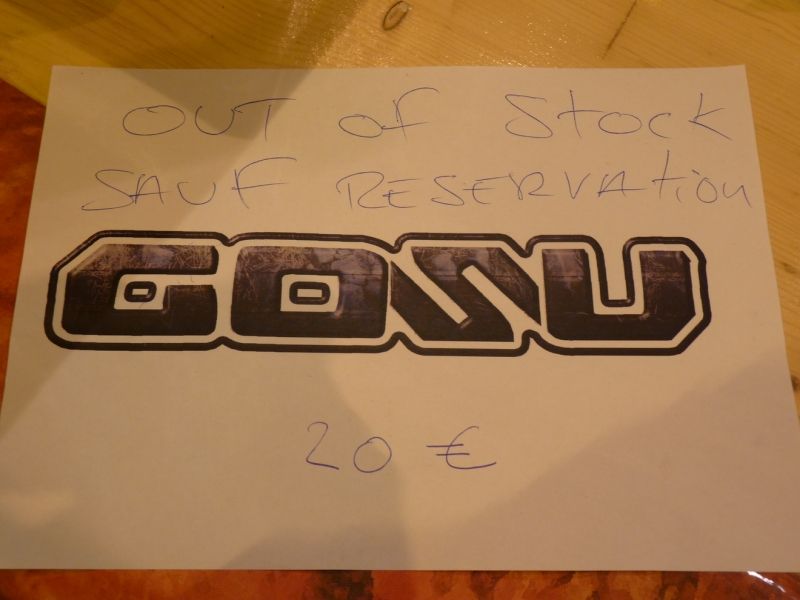 OUT of Stock
SAUF RESERVAtion
GOSU
20 €